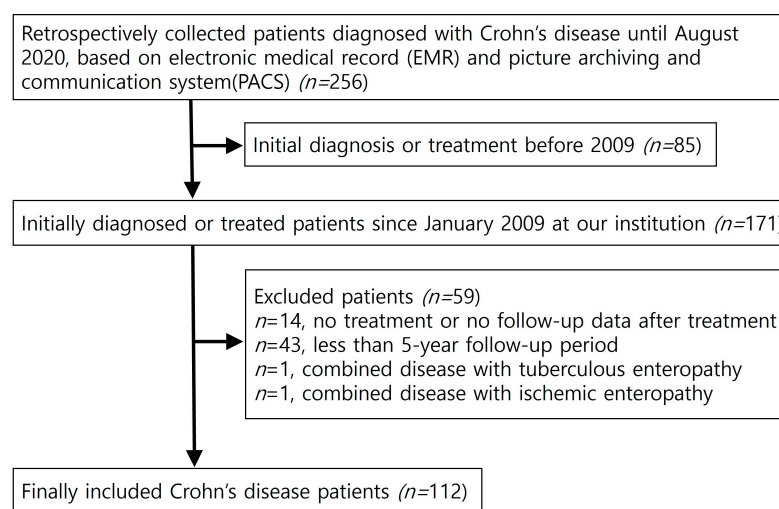 Retrospectively collected patients diagnosed with Crohn’s disease until August
2020, based on electronic medical record (EMR) and picture archiving and
communication system(PACS) (n=256)
Initial diagnosis or treatment before 2009 (n=85)
Initially diagnosed or treated patients since January 2009 at our institution (n=171)
Excluded patients (n=59)
n=14, no treatment or no follow-up data after treatment
n=43, less than 5-year follow-up period
n=1, combined disease with tuberculous enteropathy
n=1, combined disease with ischemic enteropathy
Finally included Crohn’s disease patients (n=112)